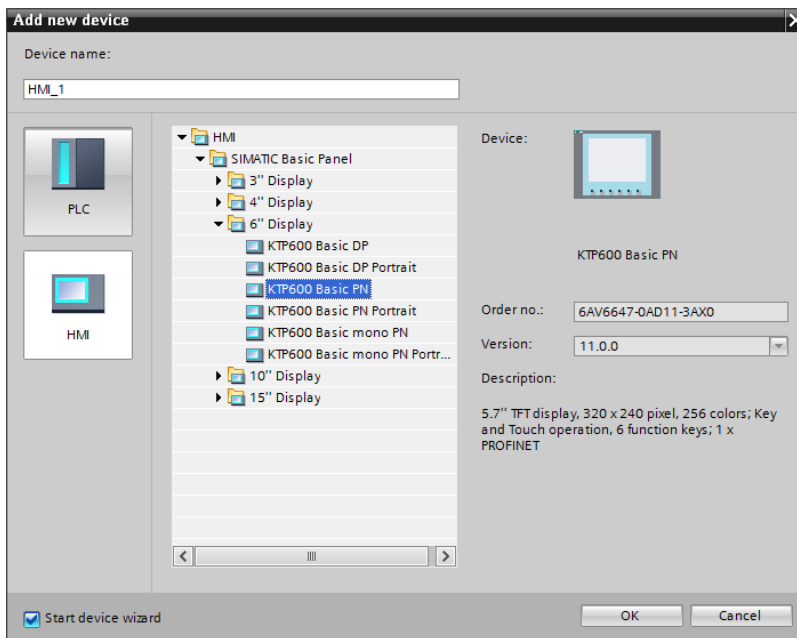 Add new device
Device name:
HMI_1
PLC
HMI
HMI
SIMATIC Basic Panel
3" Display
4" Display
6" Display
KTP600 Basic DP
KTP600 Basic DP Portrait
KTP600 Basic PN
KTP600 Basic PN Portrait
KTP600 Basic mono PN
KTP600 Basic mono PN Portr...
10" Display
15" Display
Device:
KTP600 Basic PN
Order no.: 6AV6647-0AD11-3AX0
Version: 11.0.0
Description:
5.7" TFT display, 320 x 240 pixel, 256 colors; Key
and Touch operation, 6 function keys; 1 x
PROFINET
Start device wizard
OK Cancel